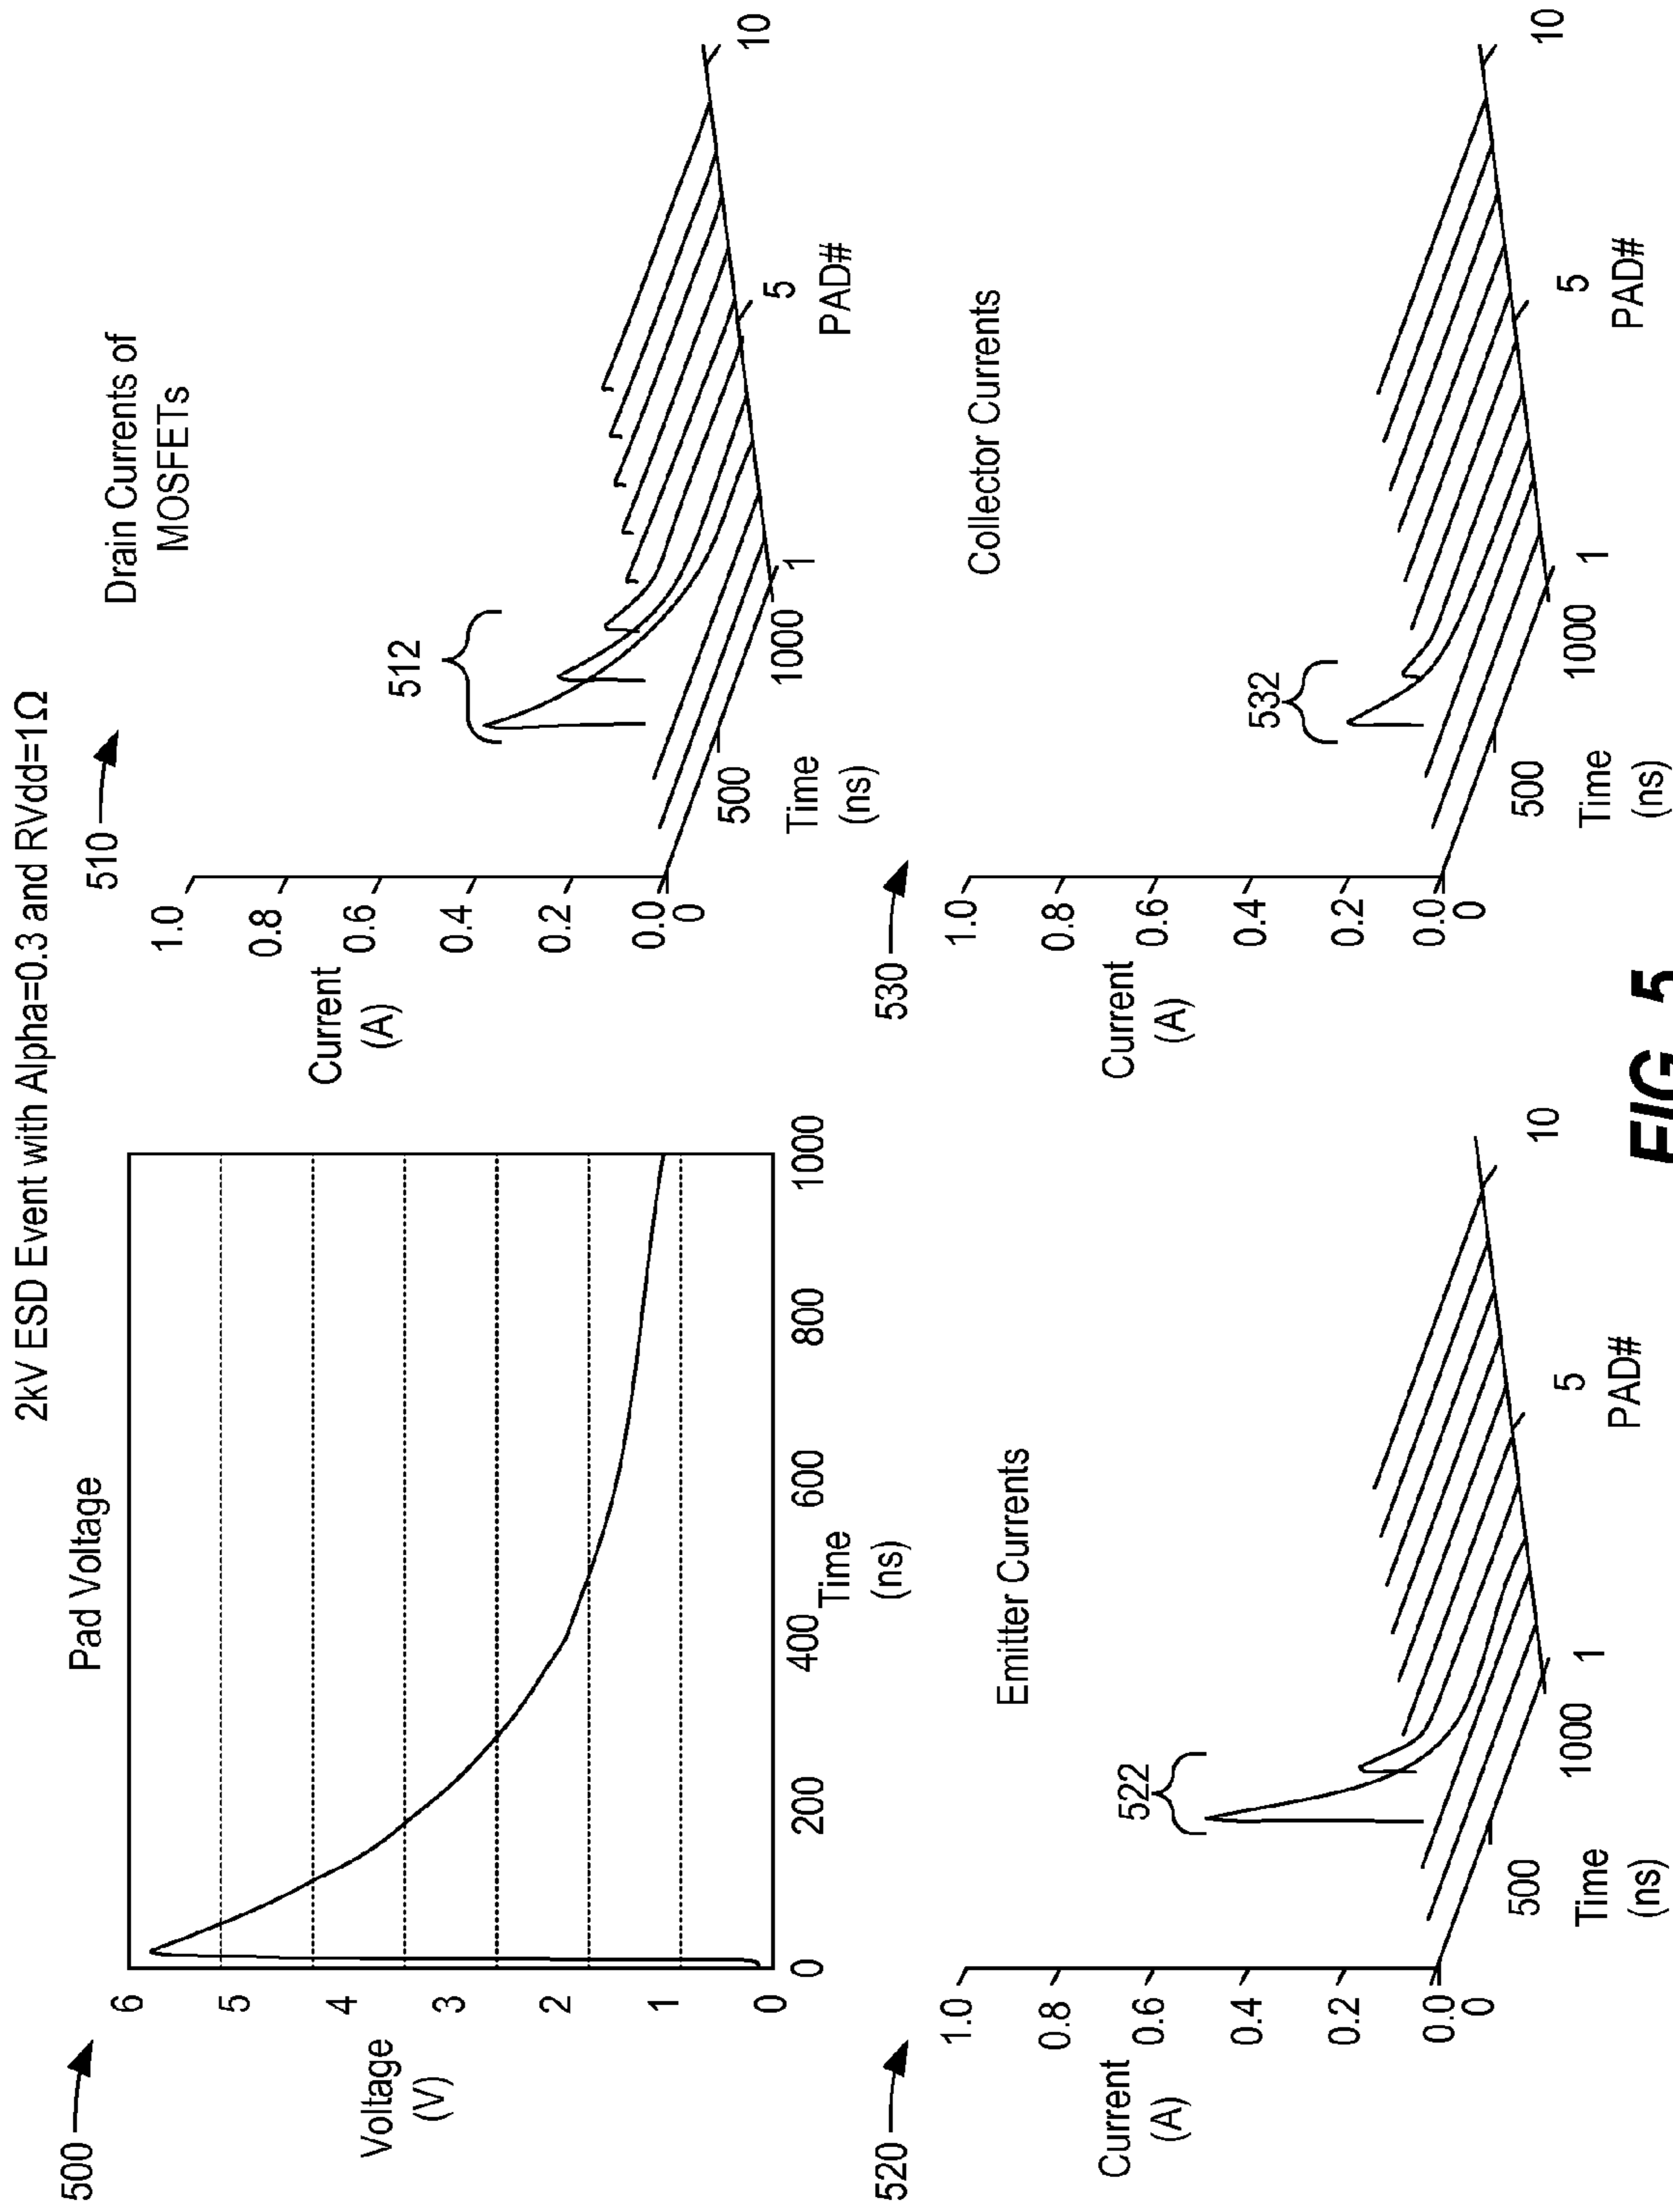 2kV ESD Event with Alpha=0.3 and RVdd=1Ω
500
Pad Voltage
Voltage
(V)
6
5
4
3
2
1
0
0
200
400
600
800
1000
Time
(ns)
510
Drain Currents of
MOSFETs
Current
(A)
1.0
0.8
0.6
0.4
0.2
0.0
0
500
1000
Time
(ns)
512
1
5
10
PAD#
520
Emitter Currents
Current
(A)
1.0
0.8
0.6
0.4
0.2
0.0
0
500
1000
Time
(ns)
522
1
5
10
PAD#
530
Collector Currents
Current
(A)
1.0
0.8
0.6
0.4
0.2
0.0
0
500
1000
Time
(ns)
532
1
5
10
PAD#
FIG. 5